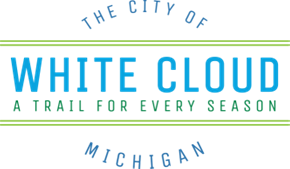 THE CITY OF
WHITE CLOUD
A TRAIL FOR EVERY SEASON
MICHIGAN